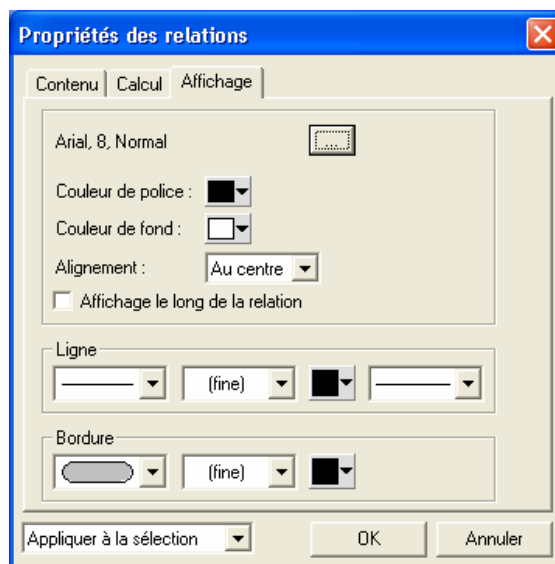 Propriétés des relations
Contenu Calcul Affichage
Arial, 8, Normal ...
Couleur de police :
Couleur de fond :
Alignement : Au centre
Affichage le long de la relation
Ligne
(fine)
Bordure
(fine)
Appliquer à la sélection OK Annuler